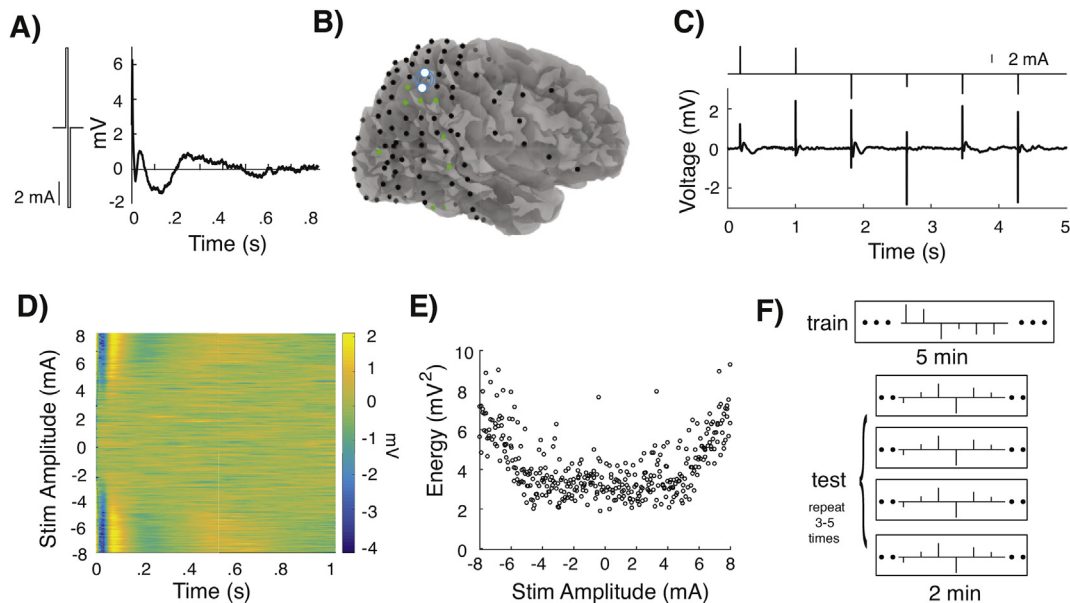 A)
6
4
2
0
-2
mV
2 mA
0
.2
.4
.6
.8
Time (s)
B)
C)
2 mA
2
0
-2
Voltage (mV)
0
1
2
3
4
5
Time (s)
D)
8
6
4
2
0
-2
-4
-6
-8
Stim Amplitude (mA)
0
.2
.4
.6
.8
1
Time (s)
2
1
0
-1
-2
-3
-4
mV
E)
10
8
6
4
2
0
Energy (mV²)
-8
-6
-4
-2
0
2
4
6
8
Stim Amplitude (mA)
F)
train
5 min
test
repeat
3-5
times
2 min